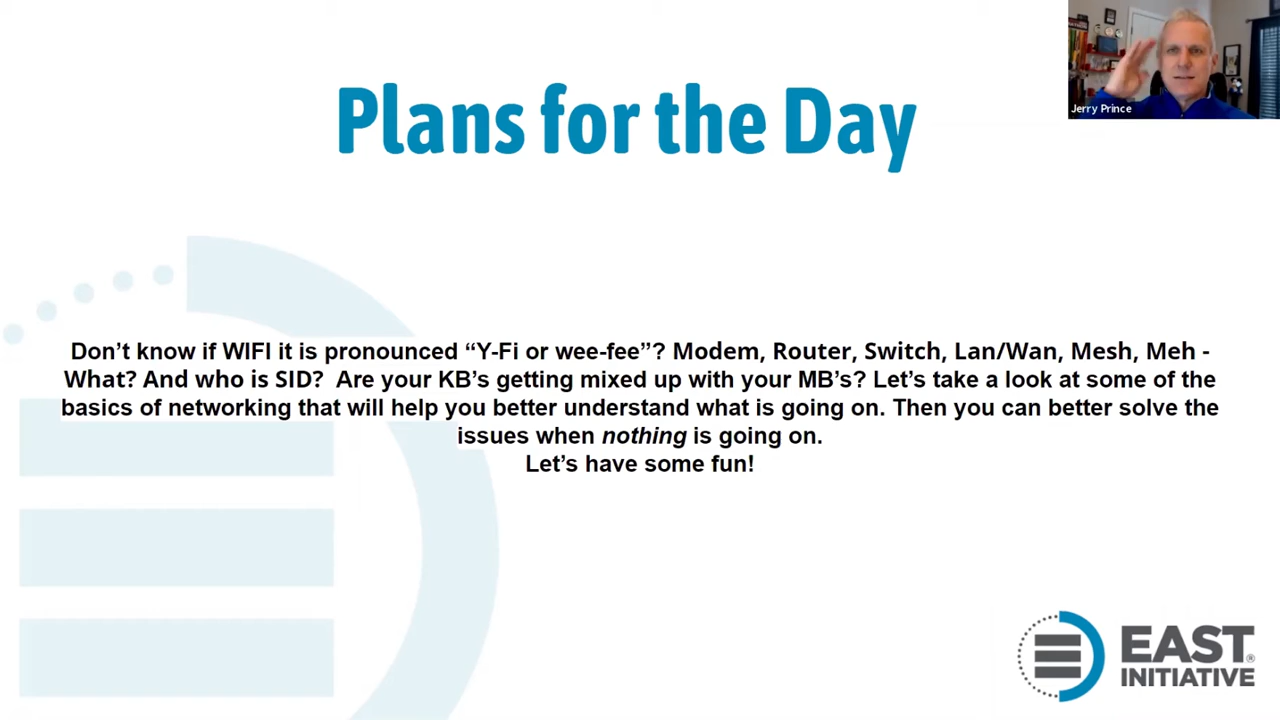 Plans for the Day
Jerry Prince
Don’t know if WIFI it is pronounced “Y-Fi or wee-fee”? Modem, Router, Switch, Lan/Wan, Mesh, Meh -
What? And who is SID?  Are your KB’s getting mixed up with your MB’s? Let’s take a look at some of the
basics of networking that will help you better understand what is going on. Then you can better solve the
issues when nothing is going on.
Let’s have some fun!
EAST®
INITIATIVE